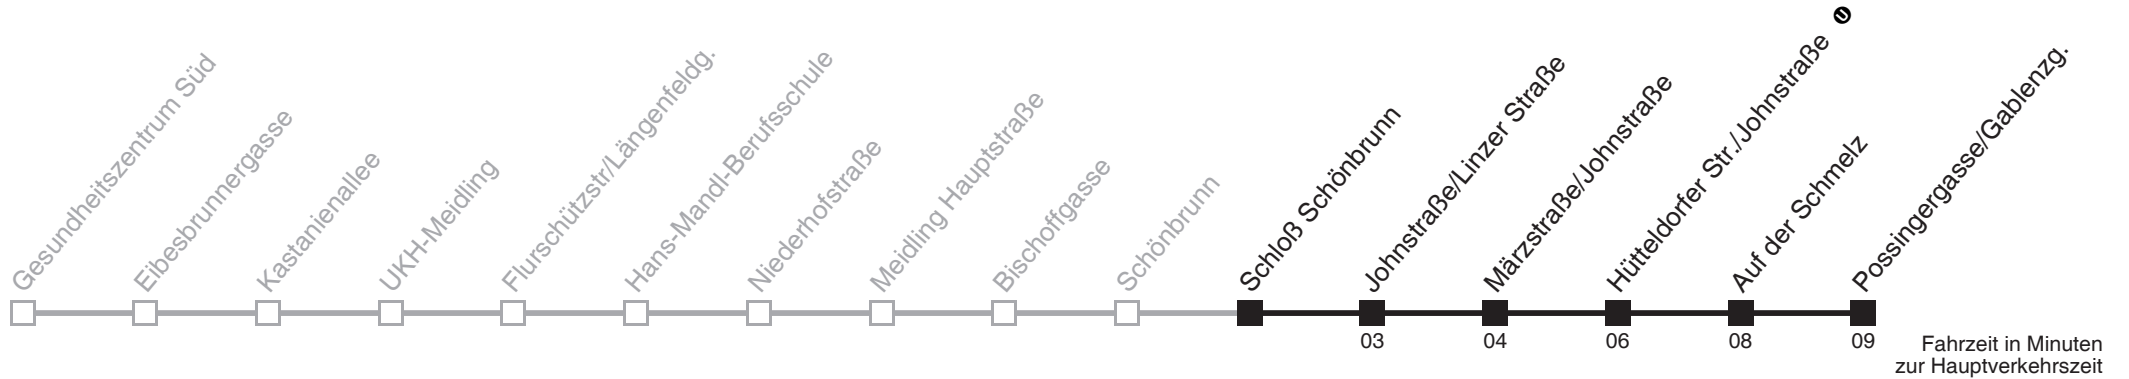 Gesundheitszentrum Süd
Eibesbrunnergasse
Kastanienallee
UKH-Meidling
Flurschützstr/Längenfeldg.
Hans-Mandl-Berufsschule
Niederhofstraße
Meidling Hauptstraße
Bischoffgasse
Schönbrunn
Schloß Schönbrunn
Johnstraße/Linzer Straße
Märzstraße/Johnstraße
Hütteldorfer Str./Johnstraße U
Auf der Schmelz
Possingergasse/Gablenzg.
03 04 06 08 09
Fahrzeit in Minuten
zur Hauptverkehrszeit